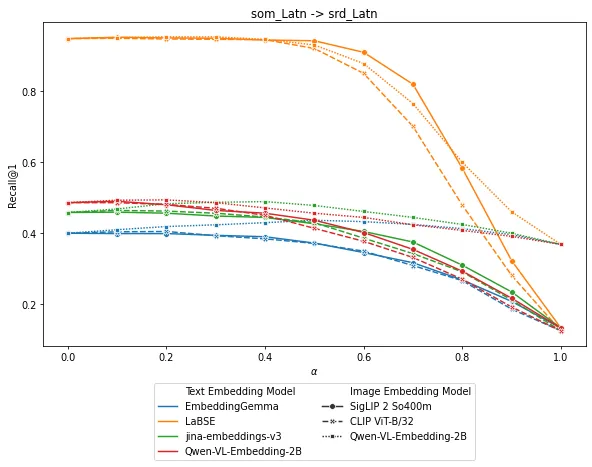 som_Latn -> srd_Latn
Recall@1
0.8
0.6
0.4
0.2
0.0 0.2 0.4 0.6 0.8 1.0
α
Text Embedding Model Image Embedding Model
EmbeddingGemma SigLIP 2 So400m
LaBSE CLIP ViT-B/32
jina-embeddings-v3 Qwen-VL-Embedding-2B
Qwen-VL-Embedding-2B